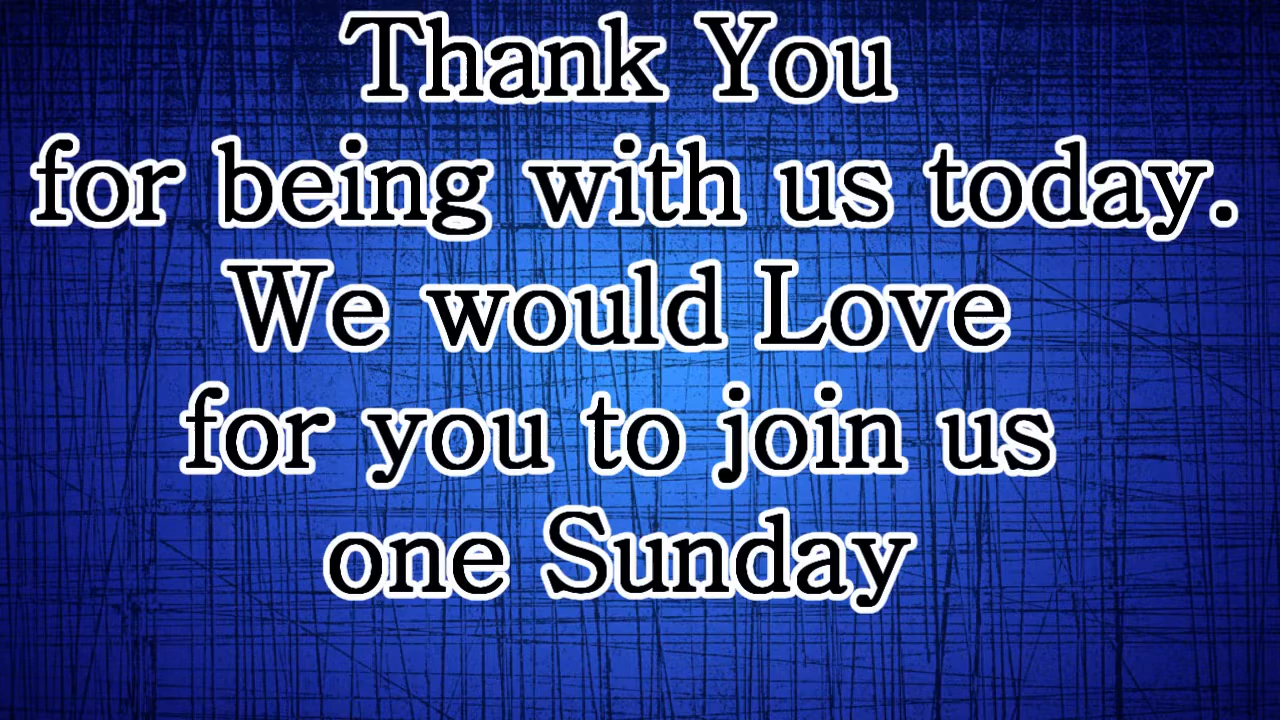 Thank You
for being with us today.
We would Love
for you to join us
one Sunday